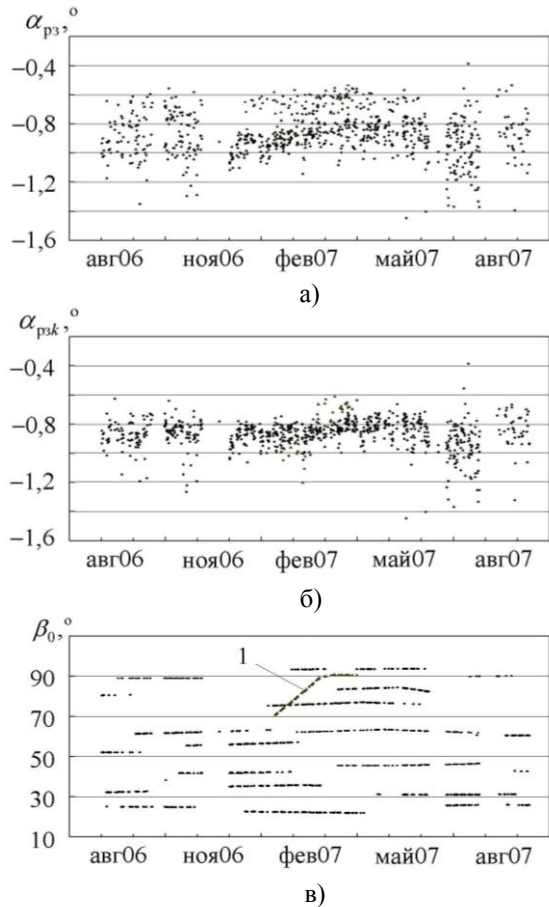 α_рз, °
−0,4
−0,8
−1,2
−1,6
авг06 ноя06 фев07 май07 авг07
а)
α_рзk, °
−0,4
−0,8
−1,2
−1,6
авг06 ноя06 фев07 май07 авг07
б)
β₀, °
90
1
70
50
30
10
авг06 ноя06 фев07 май07 авг07
в)